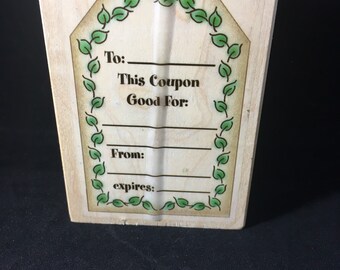 To:
This Coupon
Good For:
From:
expires: